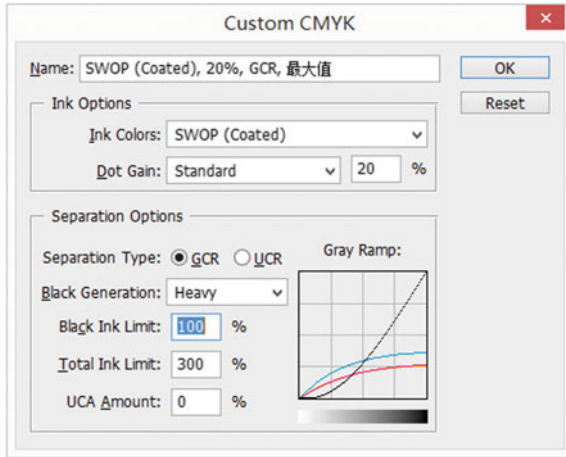 Custom CMYK
×
Name: SWOP (Coated), 20%, GCR, 最大值
OK
Reset
Ink Options
Ink Colors: SWOP (Coated)
Dot Gain: Standard 20 %
Separation Options
Separation Type: GCR UCR
Gray Ramp:
Black Generation: Heavy
Black Ink Limit: 100 %
Total Ink Limit: 300 %
UCA Amount: 0 %